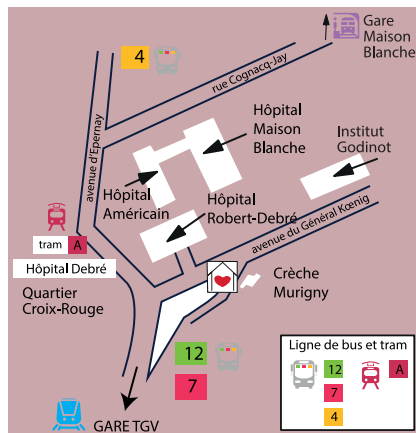 Gare
Maison
Blanche
4
rue Cognacq-Jay
avenue d'Epernay
Hôpital
Maison
Blanche
Institut
Godinot
Hôpital
Américain
Hôpital
Robert-Debré
tram A
Hôpital Debré
avenue du Général Kœnig
Quartier
Croix-Rouge
Crèche
Murigny
12
7
GARE TGV
Ligne de bus et tram
12 A
7
4